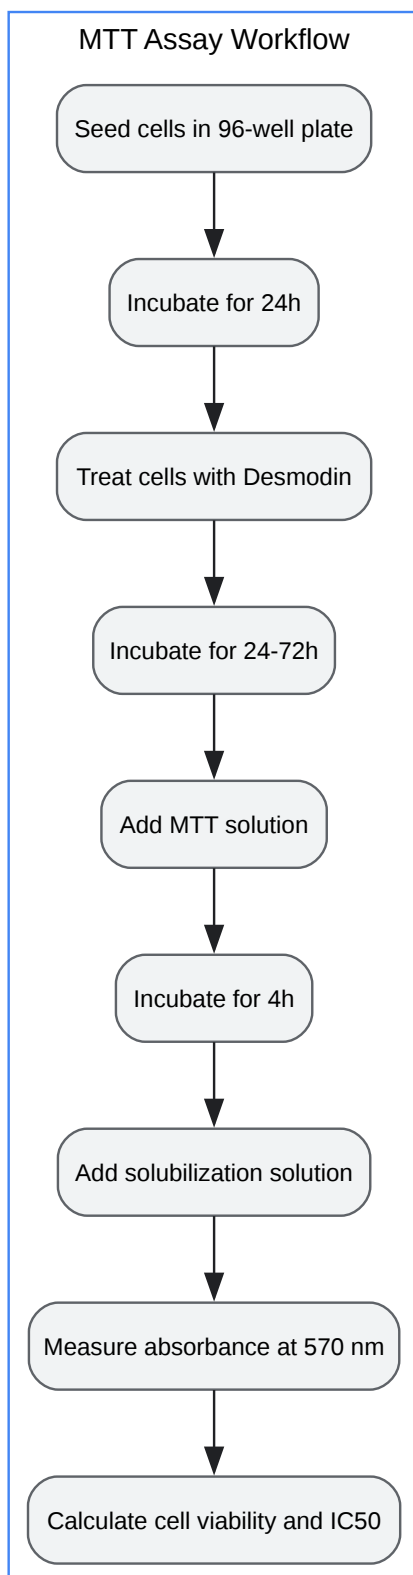 MTT Assay Workflow
Seed cells in 96-well plate
Incubate for 24h
Treat cells with Desmodin
Incubate for 24-72h
Add MTT solution
Incubate for 4h
Add solubilization solution
Measure absorbance at 570 nm
Calculate cell viability and IC50